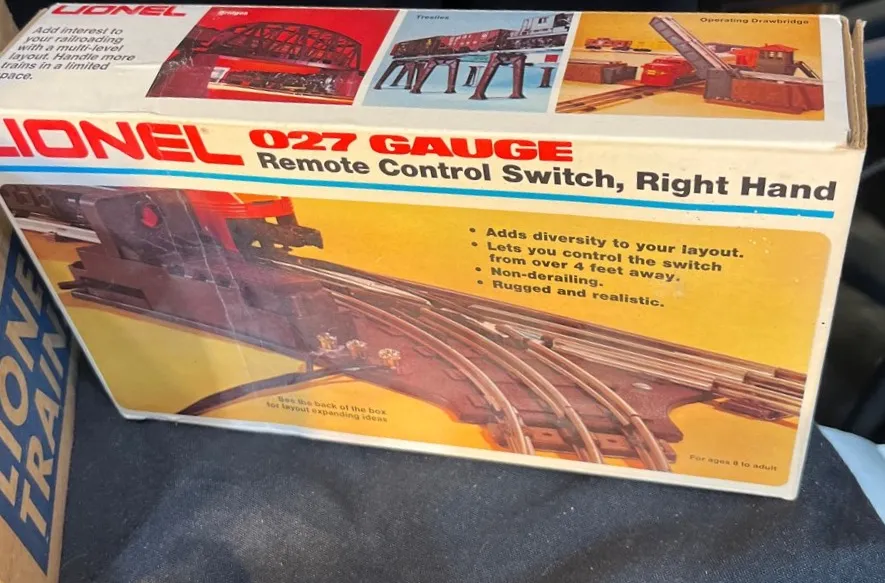 LIONEL
Add interest to
your railroading
with a multi-level
layout. Handle more
trains in a limited
pace.
Trestles
Operating Drawbridge
LIONEL 027 GAUGE
Remote Control Switch, Right Hand
• Adds diversity to your layout.
• Lets you control the switch
from over 4 feet away.
• Non-derailing.
• Rugged and realistic.
See the back of the box
for layout expanding ideas
For ages 8 to adult
LIONE
TRAIN